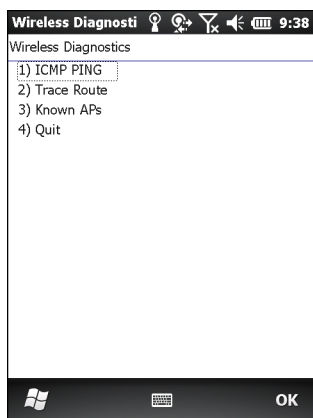 Wireless Diagnosti 9:38
Wireless Diagnostics
1) ICMP PING
2) Trace Route
3) Known APs
4) Quit
OK